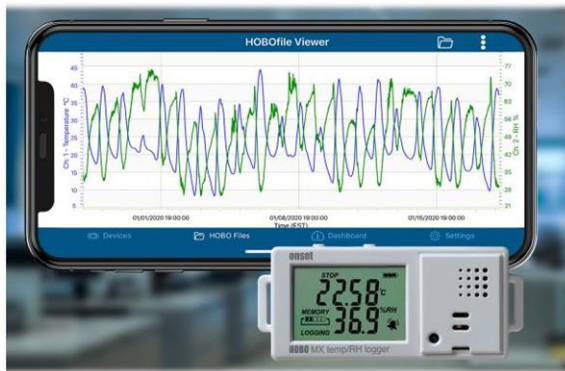 HOBOfile Viewer
45
40
35
30
25
20
15
10
5
Ch: 1 - Temperature °C
77
70
63
56
49
42
35
28
21
Ch: 2 - RH %
01/01/2020 19:00:00
01/08/2020 19:00:00
01/15/2020 19:00:00
Time (EST)
Devices
HOBO Files
Dashboard
Settings
onset
STOP
22.58°C
MEMORY
36.9%RH
LOGGING
HOBO MX temp/RH logger